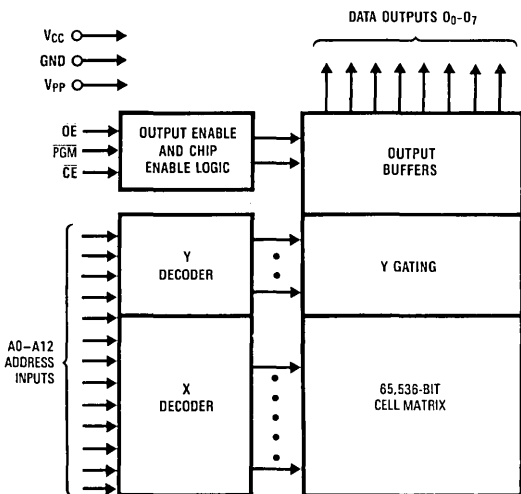 DATA OUTPUTS O0-O7
VCC
GND
VPP
OE
PGM
CE
OUTPUT ENABLE
AND CHIP
ENABLE LOGIC
OUTPUT
BUFFERS
Y
DECODER
Y GATING
A0–A12
ADDRESS
INPUTS
X
DECODER
65,536-BIT
CELL MATRIX